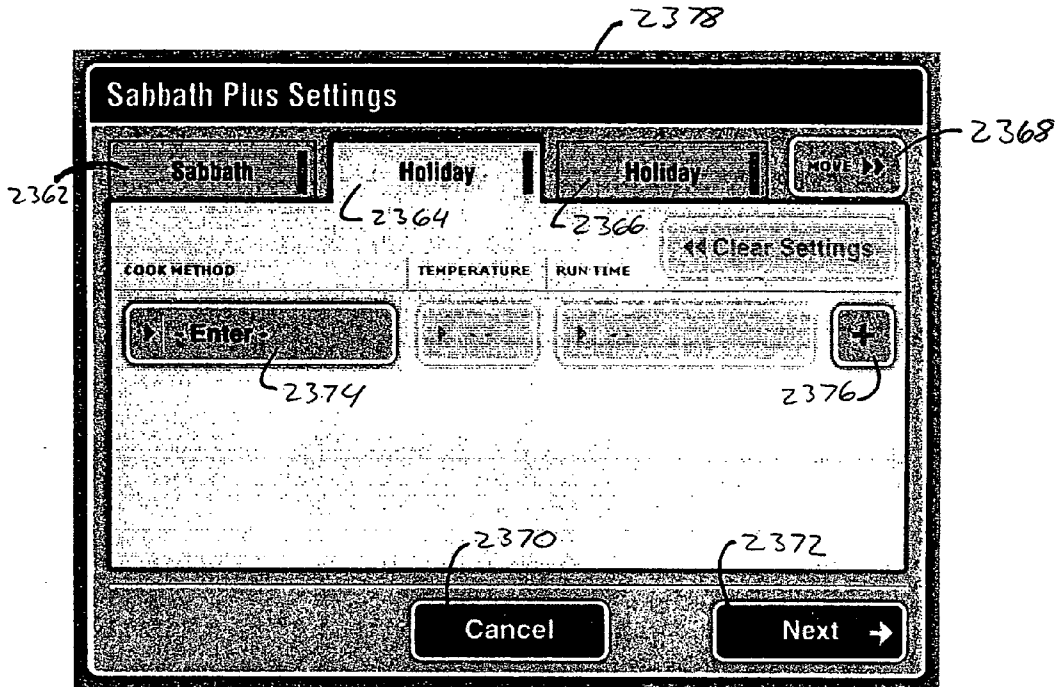 2378
Sabbath Plus Settings
2368
Sabbath Holiday Holiday MOVE
2362
2364 2366
Clear Settings
COOK METHOD TEMPERATURE RUN TIME
- Enter - - - - - +
2374 2376
2370 2372
Cancel Next →